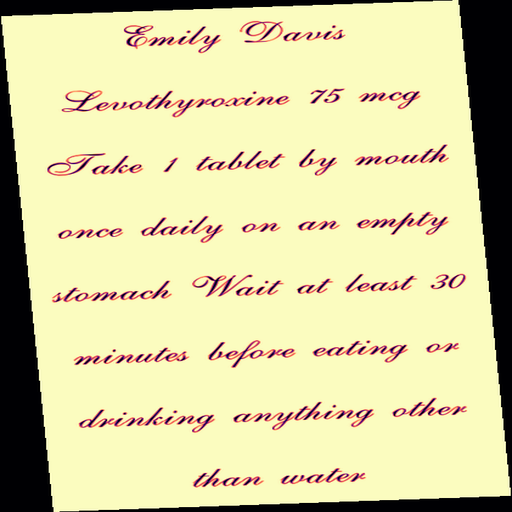 Emily Davis
Levothyroxine 75 mcg
Take 1 tablet by mouth
once daily on an empty
stomach Wait at least 30
minutes before eating or
drinking anything other
than water